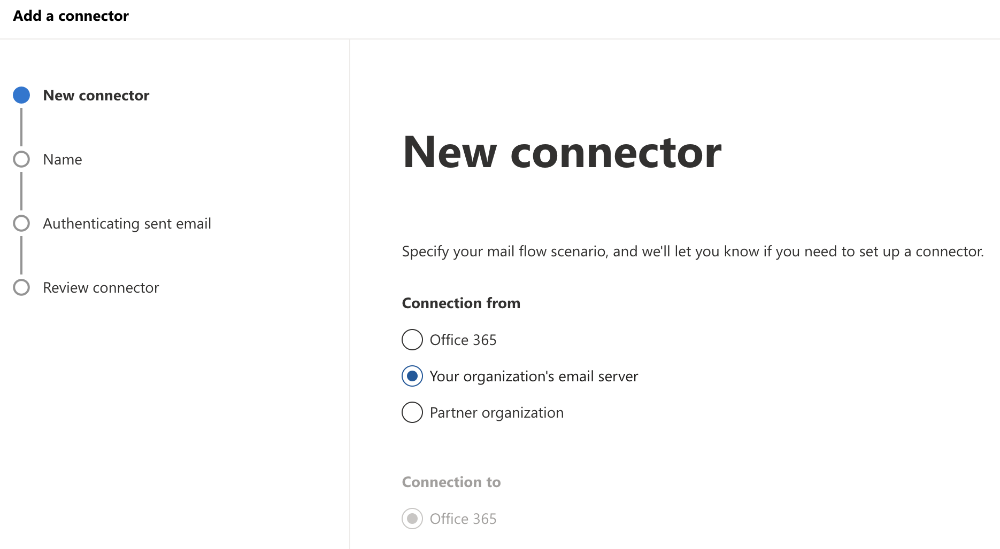 Add a connector
New connector
Name
Authenticating sent email
Review connector
New connector
Specify your mail flow scenario, and we'll let you know if you need to set up a connector.
Connection from
Office 365
Your organization's email server
Partner organization
Connection to
Office 365